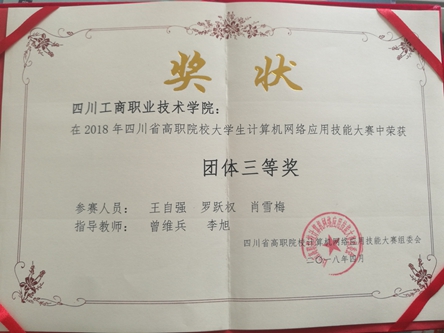 奖状
四川工商职业技术学院：
在2018年四川省高职院校大学生计算机网络应用技能大赛中荣获
团体三等奖
参赛人员： 王自强 罗跃权 肖雪梅
指导教师： 曾维兵 李旭
四川省高职院校计算机网络应用技能大赛组委会
二〇一八年四月